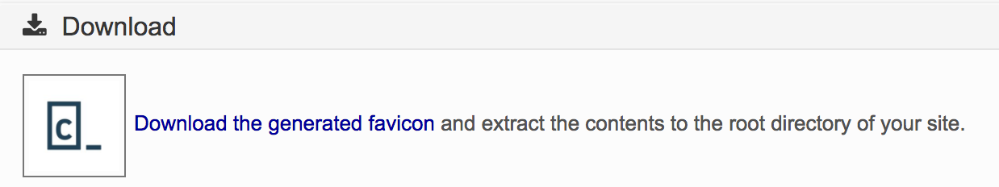 Download
C_
Download the generated favicon and extract the contents to the root directory of your site.